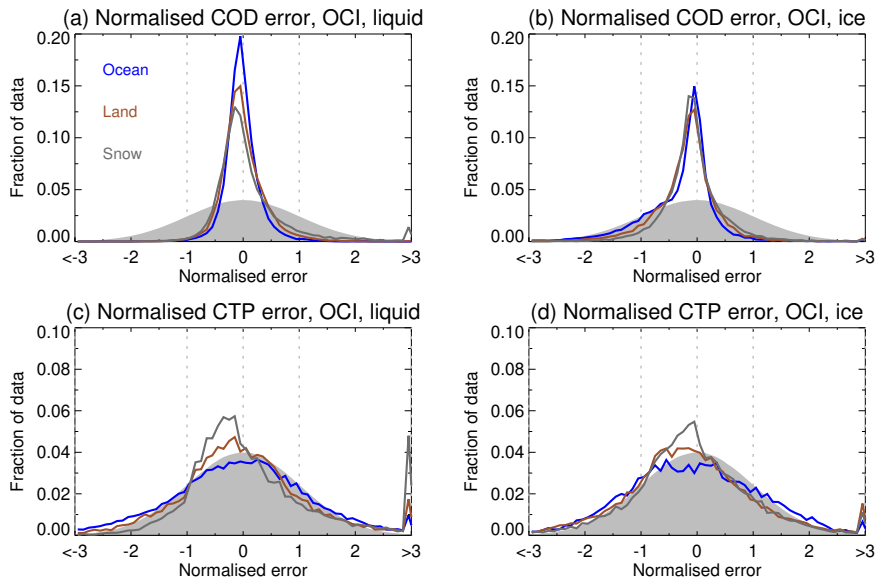 (a) Normalised COD error, OCI, liquid
0.20
0.15
0.10
0.05
0.00
Fraction of data
Ocean
Land
Snow
<-3 -2 -1 0 1 2 >3
Normalised error
(b) Normalised COD error, OCI, ice
0.20
0.15
0.10
0.05
0.00
Fraction of data
<-3 -2 -1 0 1 2 >3
Normalised error
(c) Normalised CTP error, OCI, liquid
0.10
0.08
0.06
0.04
0.02
0.00
Fraction of data
<-3 -2 -1 0 1 2 >3
Normalised error
(d) Normalised CTP error, OCI, ice
0.10
0.08
0.06
0.04
0.02
0.00
Fraction of data
<-3 -2 -1 0 1 2 >3
Normalised error